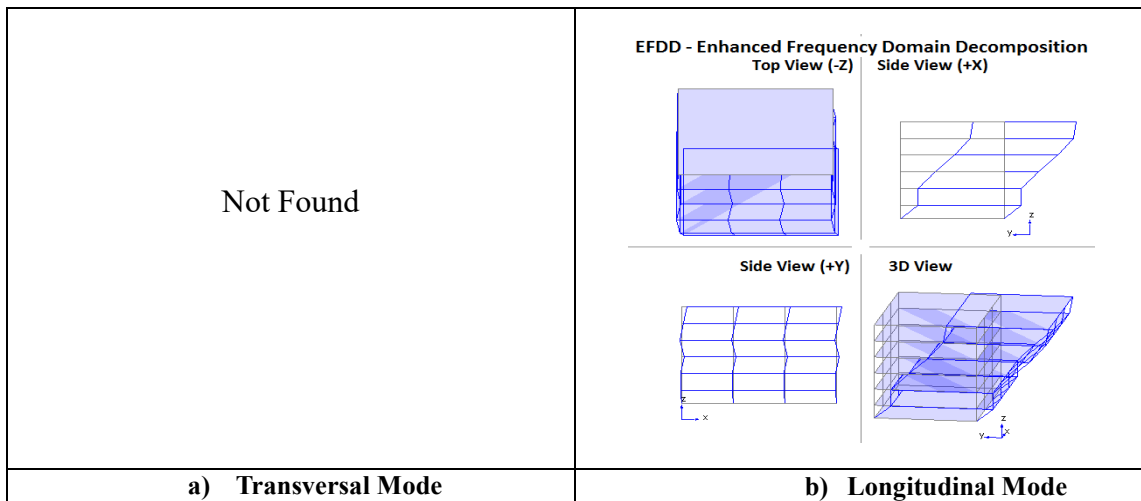 Not Found
EFDD - Enhanced Frequency Domain Decomposition
Top View (-Z) Side View (+X)
z
y
Side View (+Y) 3D View
z
x
z
y x
a) Transversal Mode b) Longitudinal Mode